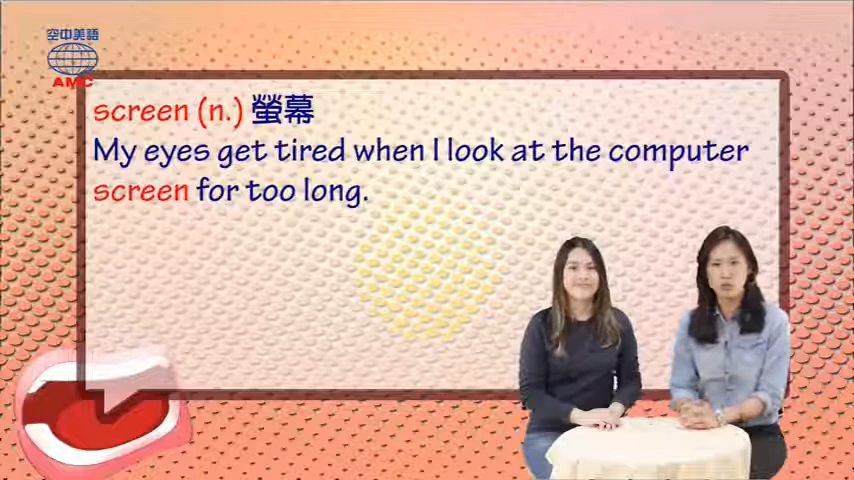 空中美語
AMC
screen (n.) 螢幕
My eyes get tired when I look at the computer
screen for too long.